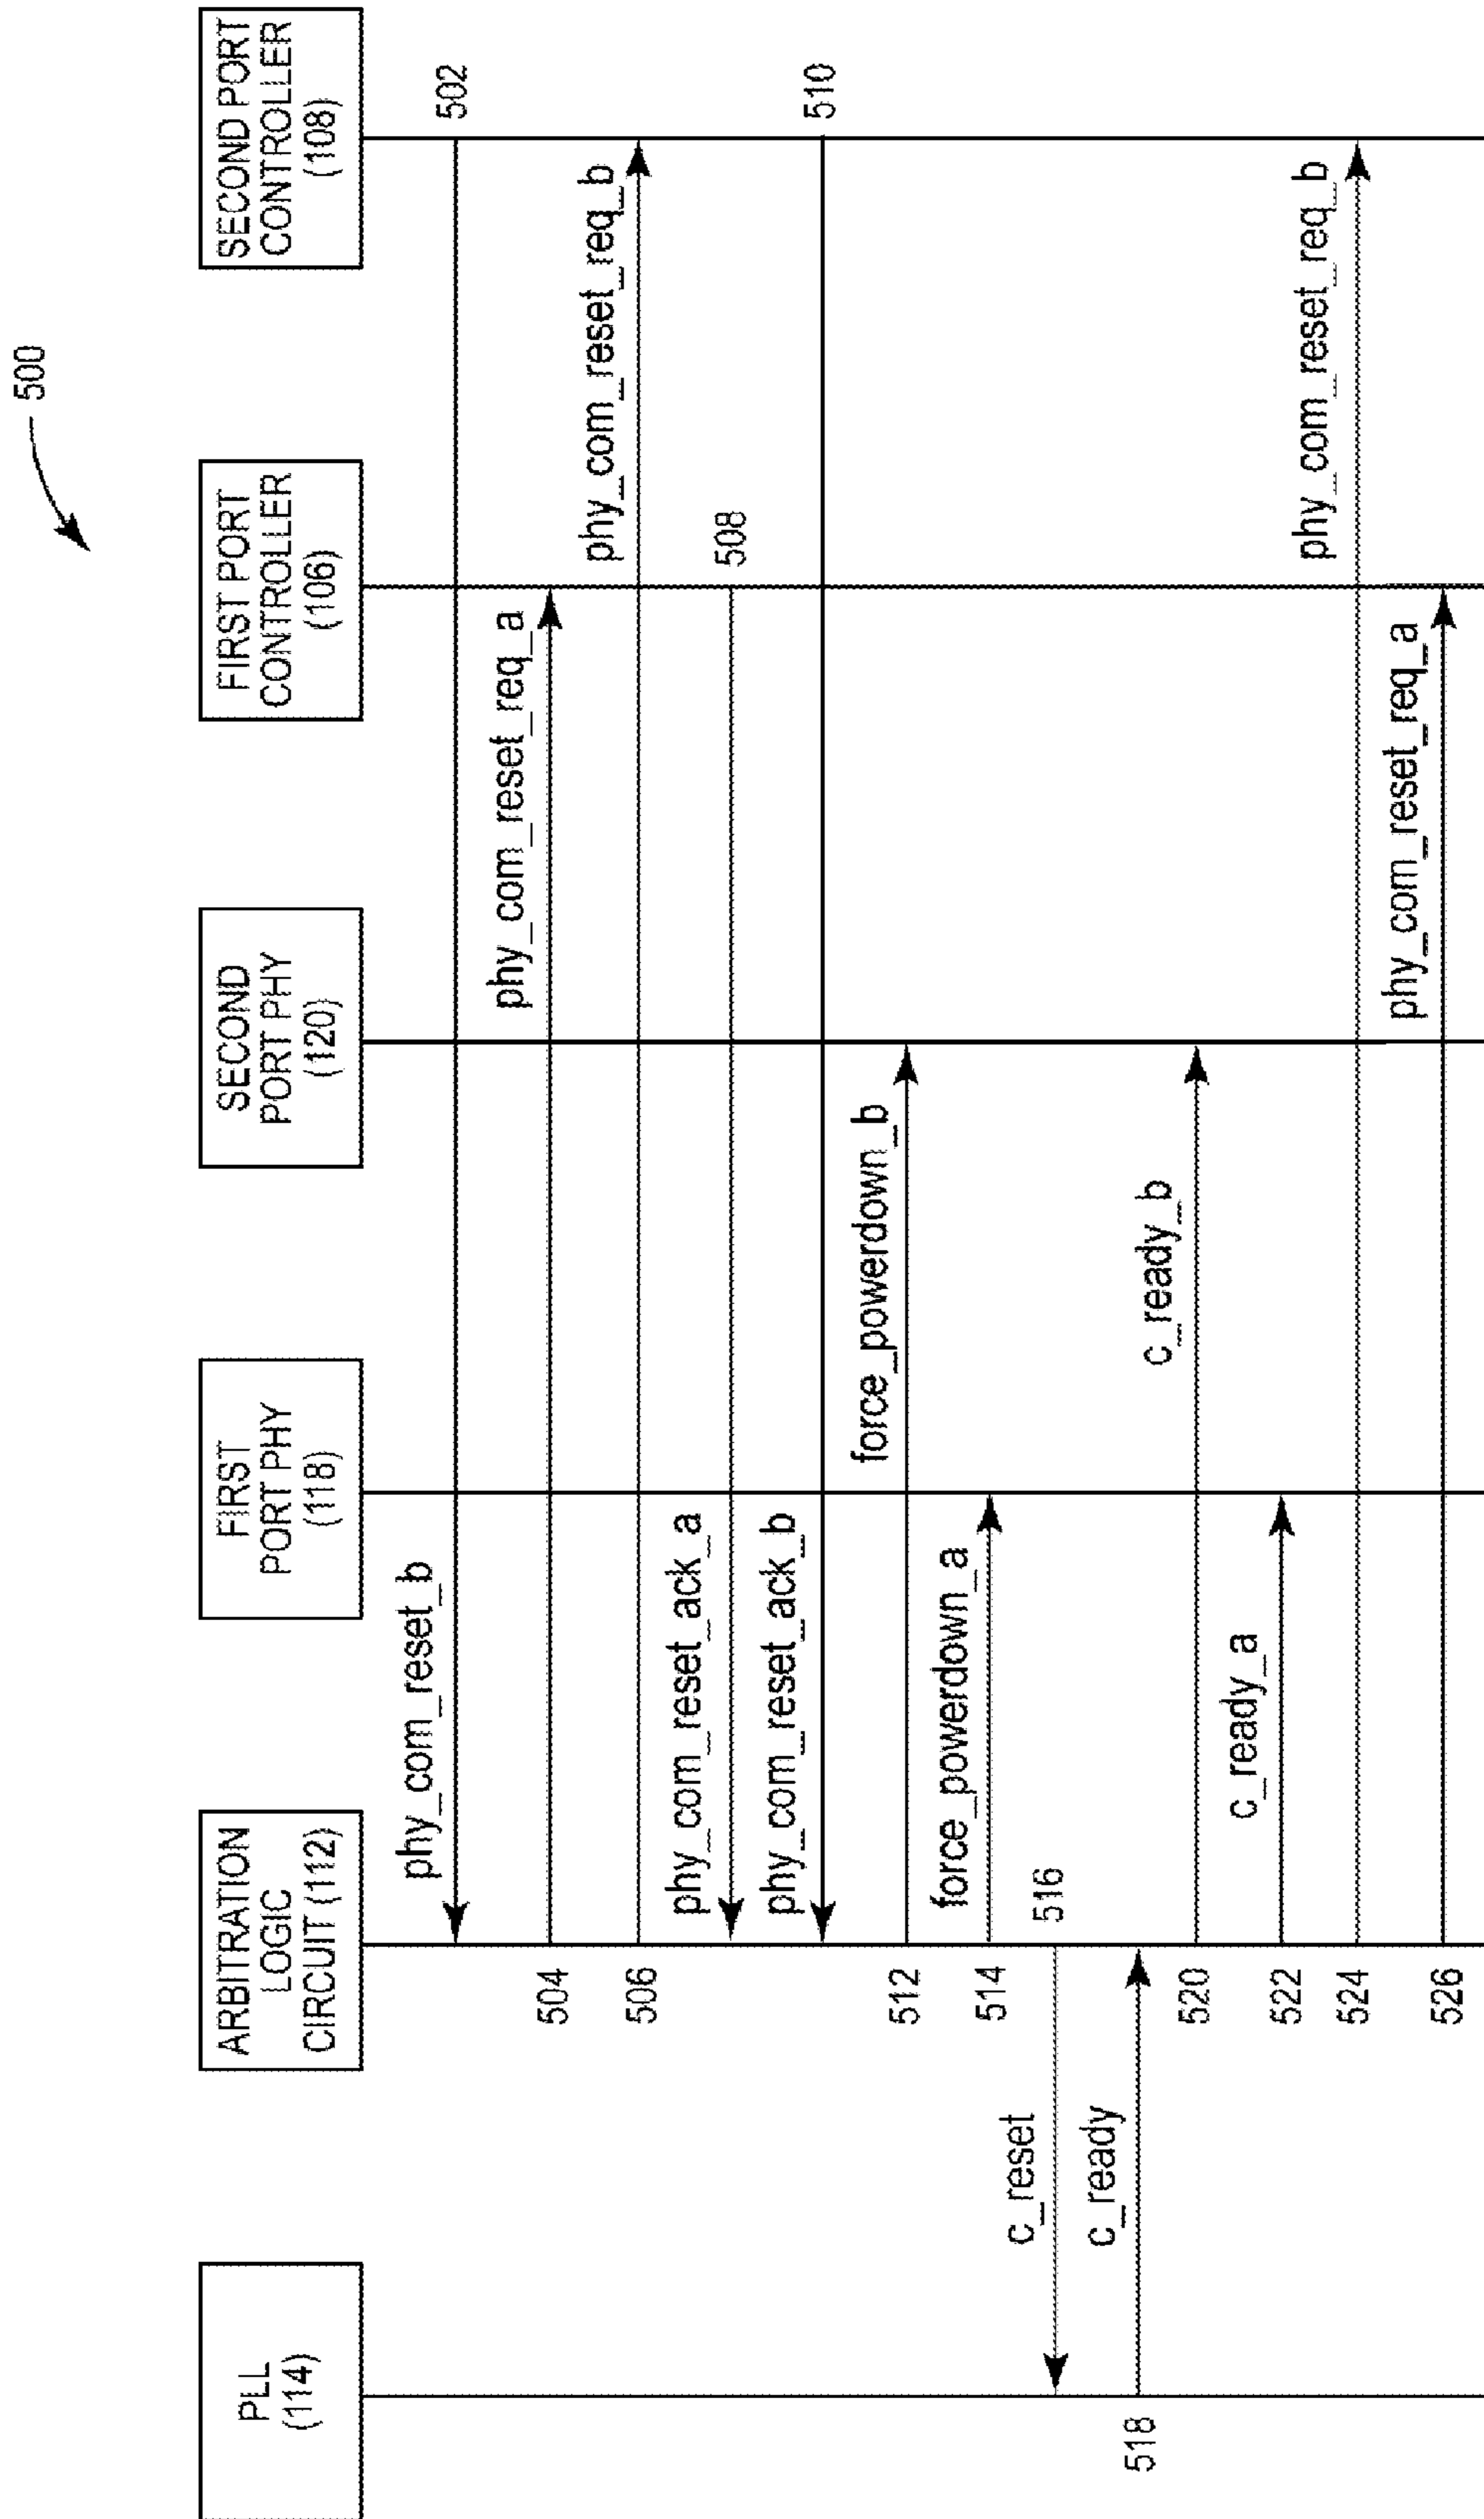 500
PLL
(114)
ARBITRATION
LOGIC
CIRCUIT (112)
FIRST
PORT PHY
(118)
SECOND
PORT PHY
(120)
FIRST PORT
CONTROLLER
(106)
SECOND PORT
CONTROLLER
(108)
phy_com_reset_b
502
504
phy_com_reset_req_a
506
phy_com_reset_req_b
phy_com_reset_ack_a
508
phy_com_reset_ack_b
510
512
force_powerdown_b
514
force_powerdown_a
c_reset
516
518
c_ready
520
c_ready_b
522
c_ready_a
524
phy_com_reset_req_b
526
phy_com_reset_req_a